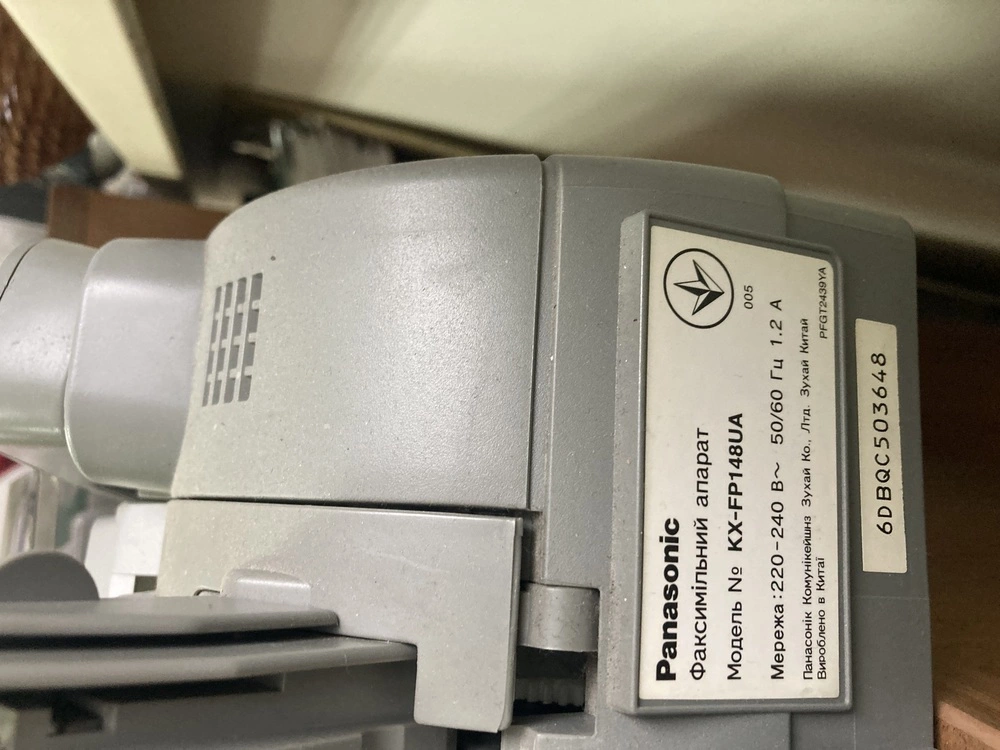 Panasonic
Факсимільний апарат
Модель № KX-FP148UA
005
Мережа:220-240 В~ 50/60 Гц 1.2 А
Панасонік Комунікейшнз Зухай Ко., Лтд. Зухай Китай
Вироблено в Китаї
PFGT2439YA
6DBQC503648